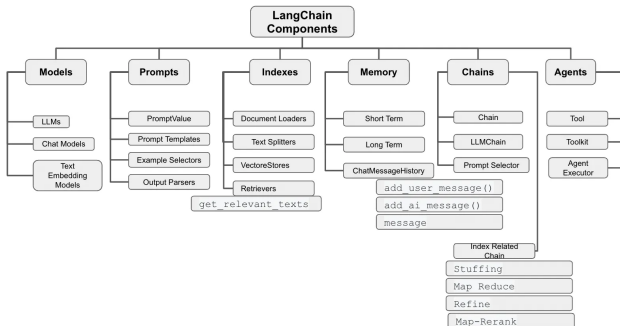 LangChain
Components
Models
Prompts
Indexes
Memory
Chains
Agents
LLMs
Chat Models
Text
Embedding
Models
PromptValue
Prompt Templates
Example Selectors
Output Parsers
Document Loaders
Text Splitters
VectoreStores
Retrievers
get_relevant_texts
Short Term
Long Term
ChatMessageHistory
add_user_message()
add_ai_message()
message
Chain
LLMChain
Prompt Selector
Index Related
Chain
Stuffing
Map Reduce
Refine
Map-Rerank
Tool
Toolkit
Agent
Executor